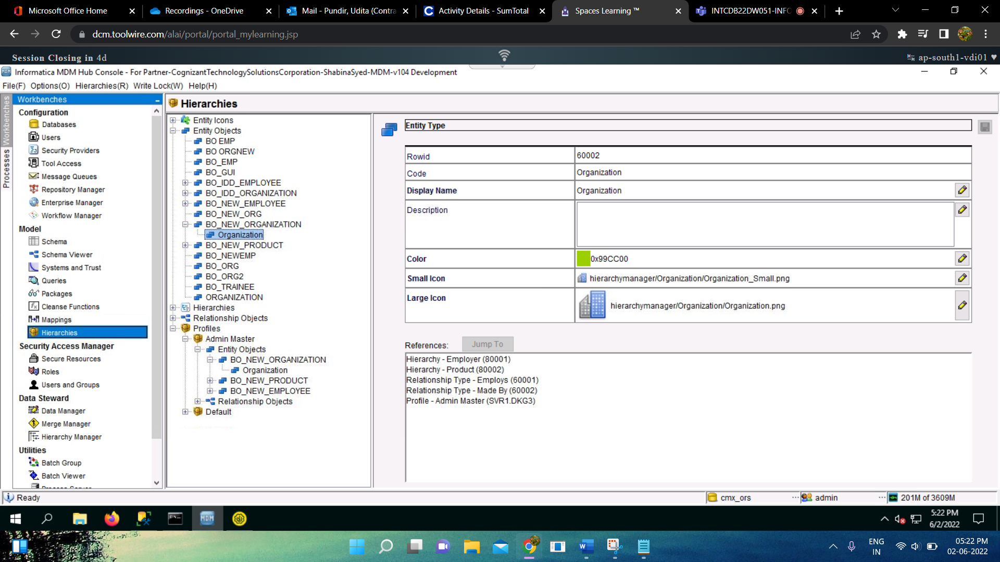 Microsoft Office Home
Recordings - OneDrive
Mail - Pundir, Udita (Contra
Activity Details - SumTotal
Spaces Learning ™
INTCDB22DW051-INFO
dcm.toolwire.com/alai/portal/portal_mylearning.jsp
Session Closing in 4d
ap-south1-vdi01
Informatica MDM Hub Console - For Partner-CognizantTechnologySolutionsCorporation-ShabinaSyed-MDM-v104 Development
File(F) Options(O) Hierarchies(R) Write Lock(W) Help(H)
Workbenches
Processes
Workbenches
Configuration
Databases
Users
Security Providers
Tool Access
Message Queues
Repository Manager
Enterprise Manager
Workflow Manager
Model
Schema
Schema Viewer
Systems and Trust
Queries
Packages
Cleanse Functions
Mappings
Hierarchies
Security Access Manager
Secure Resources
Roles
Users and Groups
Data Steward
Data Manager
Merge Manager
Hierarchy Manager
Utilities
Batch Group
Batch Viewer
Hierarchies
Entity Icons
Entity Objects
BO EMP
BO ORGNEW
BO_EMP
BO_GUI
BO_IDD_EMPLOYEE
BO_IDD_ORGANIZATION
BO_NEW_EMPLOYEE
BO_NEW_ORG
BO_NEW_ORGANIZATION
Organization
BO_NEW_PRODUCT
BO_NEWEMP
BO_ORG
BO_ORG2
BO_TRAINEE
ORGANIZATION
Hierarchies
Relationship Objects
Profiles
Admin Master
Entity Objects
BO_NEW_ORGANIZATION
Organization
BO_NEW_PRODUCT
BO_NEW_EMPLOYEE
Relationship Objects
Default
Entity Type
Rowid 60002
Code Organization
Display Name Organization
Description
Color 0x99CC00
Small Icon hierarchymanager/Organization/Organization_Small.png
Large Icon hierarchymanager/Organization/Organization.png
References: Jump To
Hierarchy - Employer (80001)
Hierarchy - Product (80002)
Relationship Type - Employs (60001)
Relationship Type - Made By (60002)
Profile - Admin Master (SVR1.DKG3)
Ready
cmx_ors
admin
201M of 3609M
MDM
5:22 PM
6/2/2022
ENG
IN
05:22 PM
02-06-2022